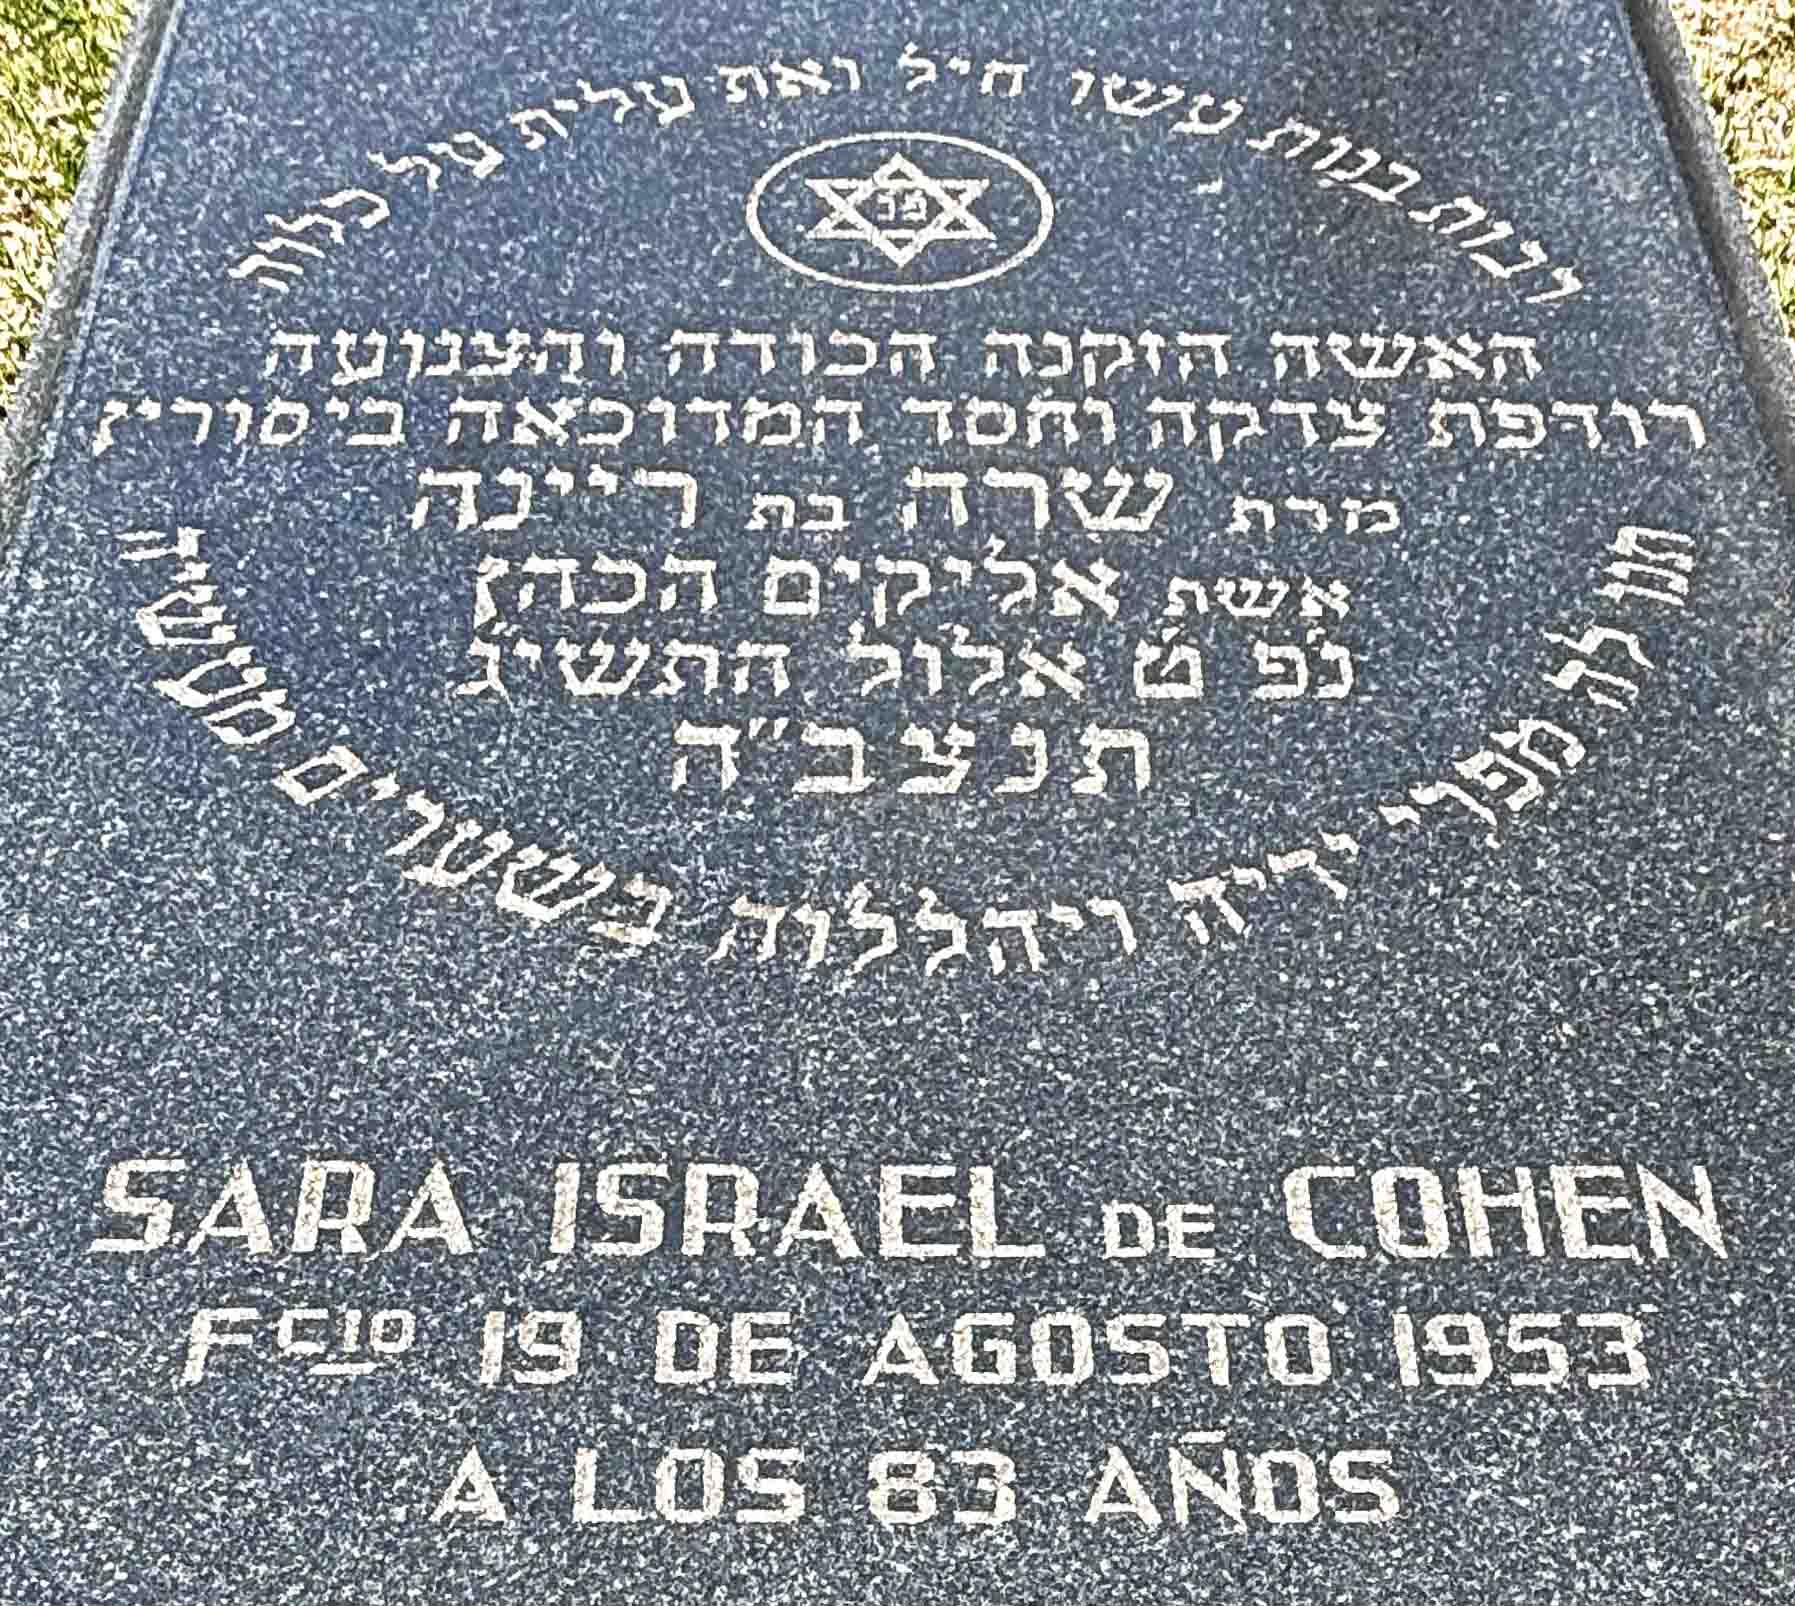 רבות בנות עשו חיל ואת עלית על כלנה
פנ
האשה הזקנה הכודה והצנועה
רודפת צדקה וחסד המדוכאה ביסורין
מרת שרה בת ריינה
אשת אליקים הכהן
נ׳פ ט׳ אלול התשי״ג
תנצב״ה
תנו לה מפרי ידיה ויהללוה בשערים מעשיה
SARA ISRAEL DE COHEN
Fcio 19 DE AGOSTO 1953
A LOS 83 AÑOS